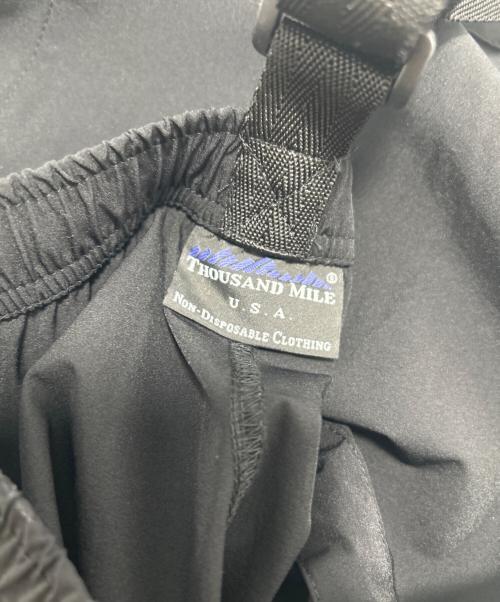 THOUSAND MILE®
U.S.A.
NON-DISPOSABLE CLOTHING